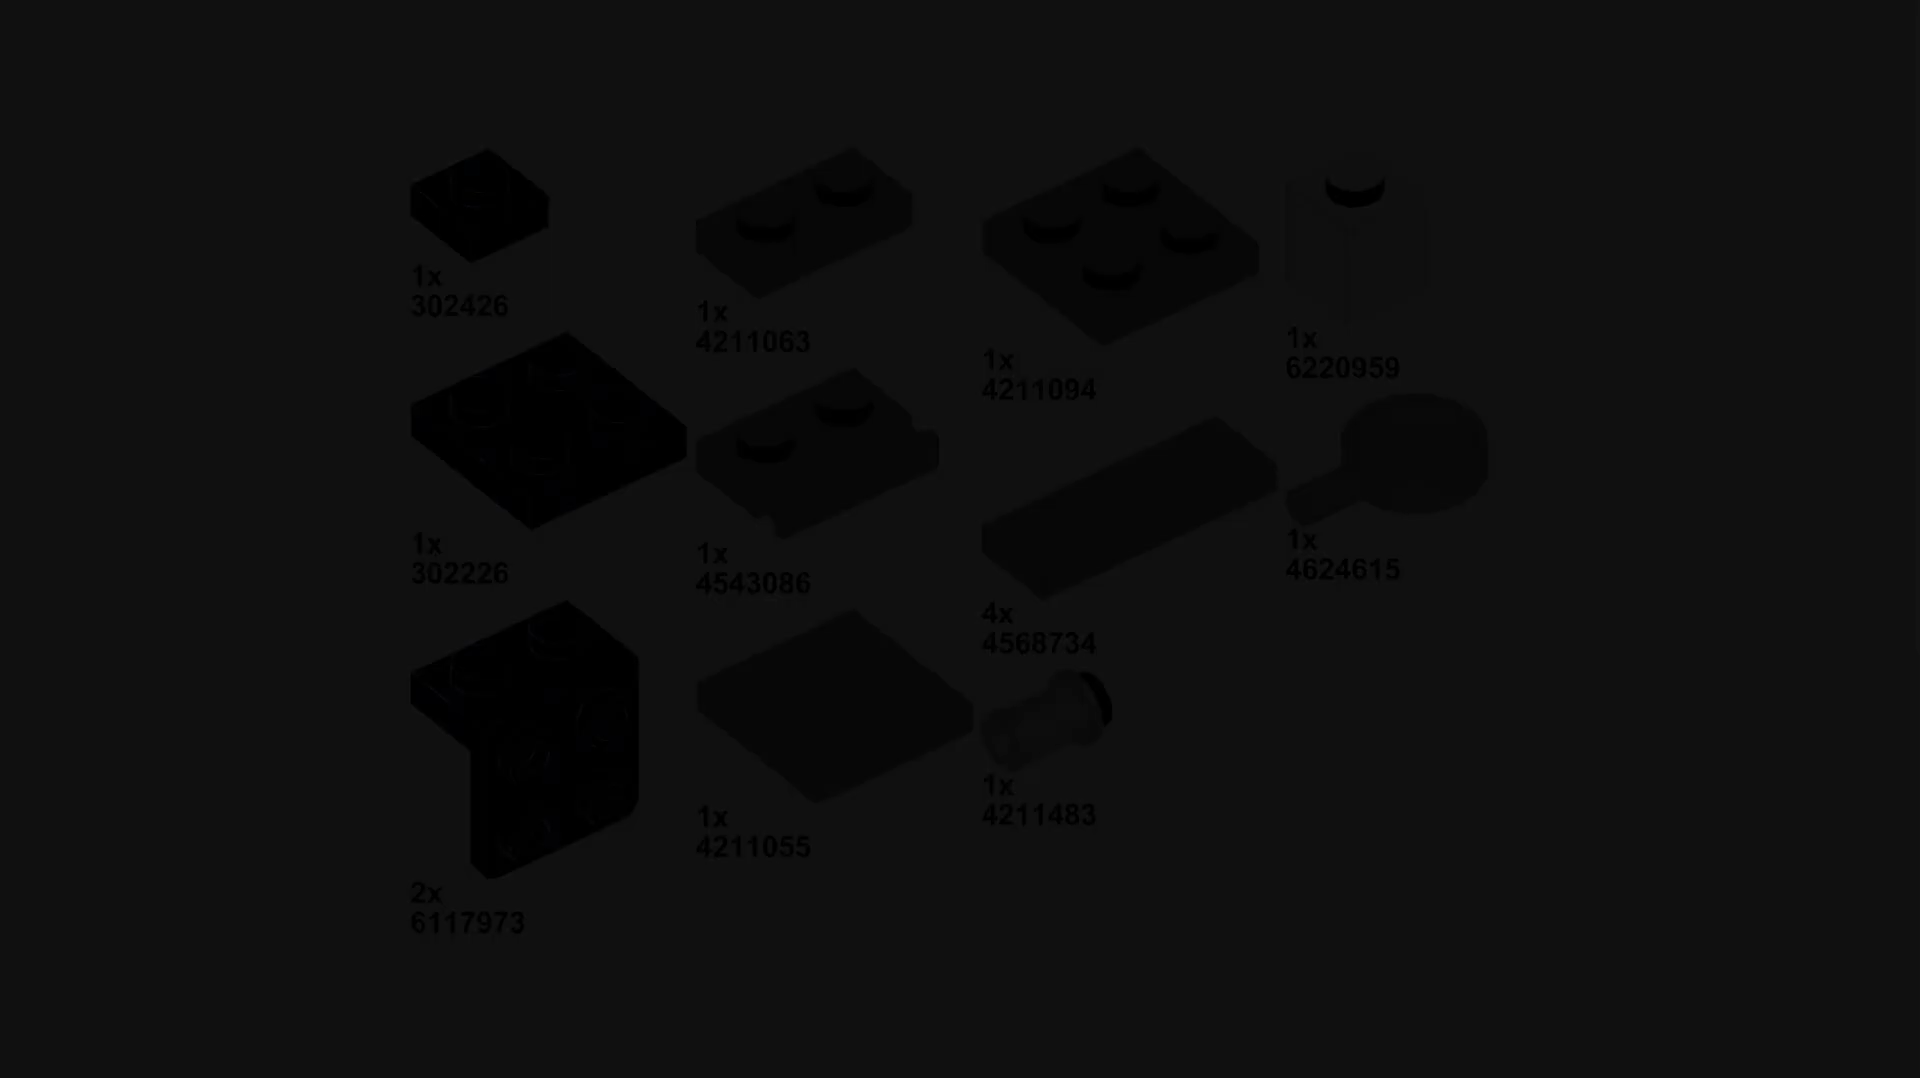 1x
302426
1x
302226
2x
6117973
1x
4211063
1x
4543086
1x
4211055
1x
4211094
4x
4568734
1x
4211483
1x
6220959
1x
4624615